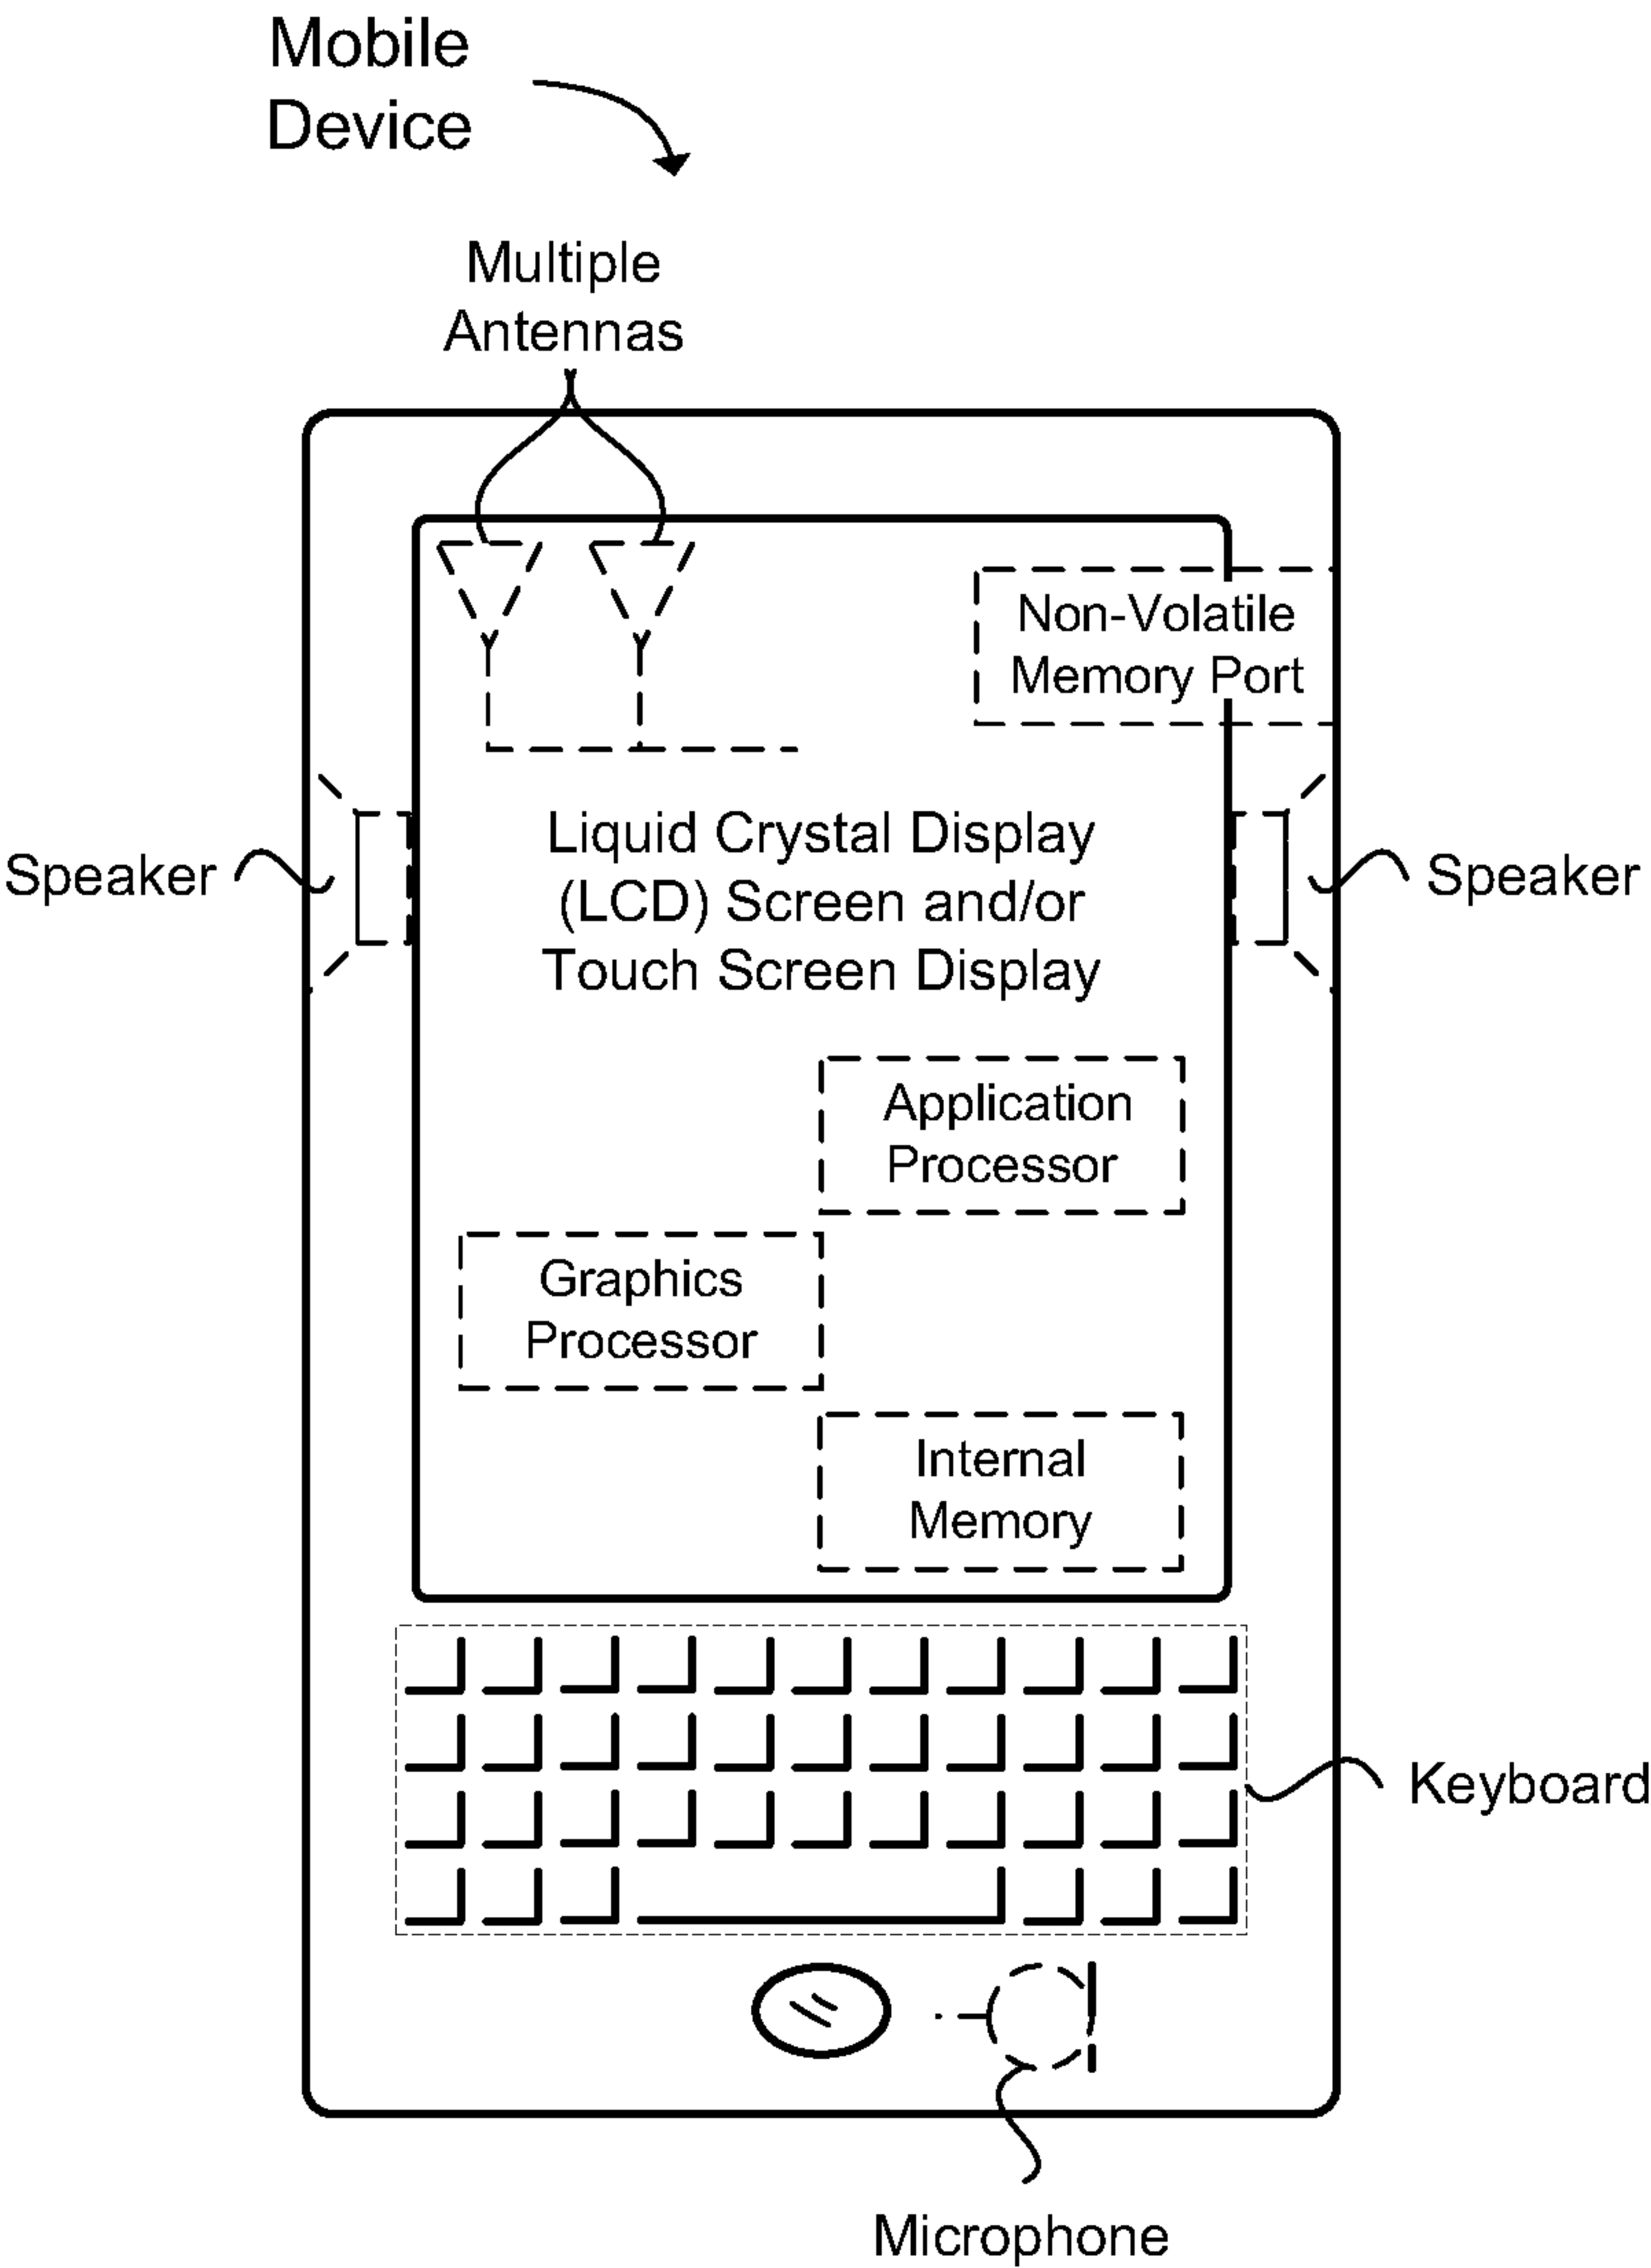 Mobile
Device
Multiple
Antennas
Non-Volatile
Memory Port
Speaker
Liquid Crystal Display
(LCD) Screen and/or
Touch Screen Display
Speaker
Application
Processor
Graphics
Processor
Internal
Memory
Keyboard
Microphone